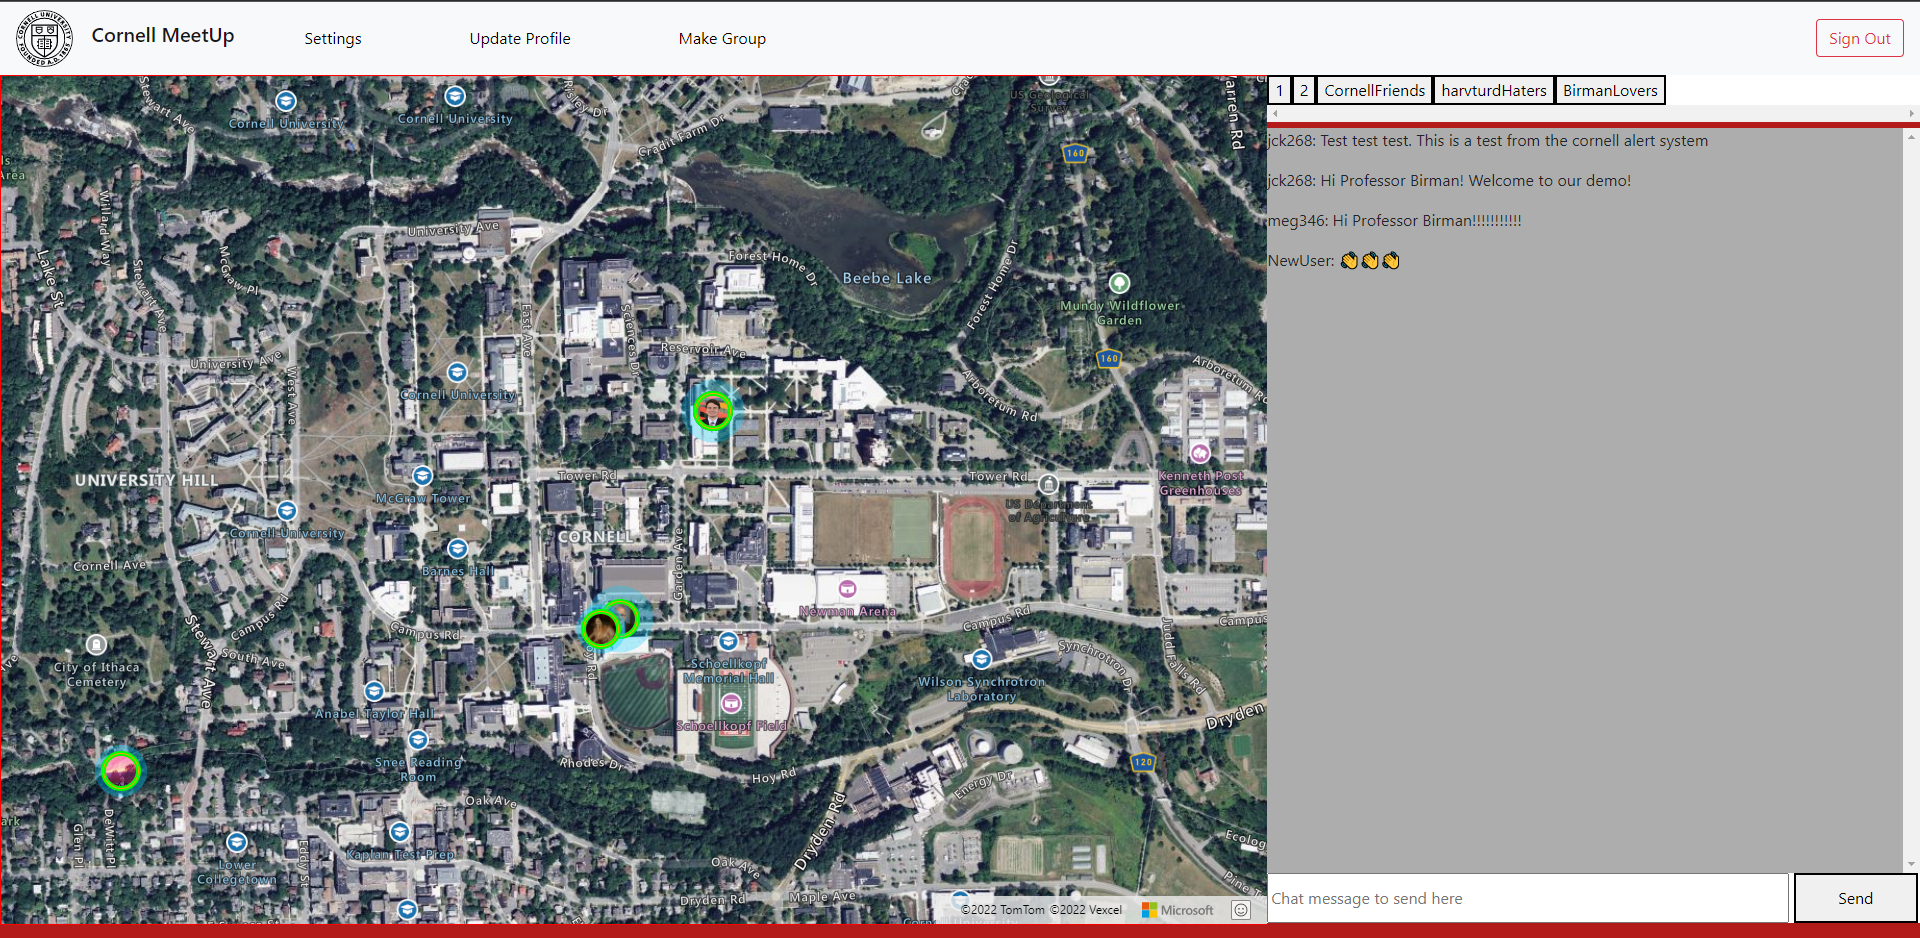 Cornell MeetUp
Settings
Update Profile
Make Group
Sign Out
1
2
CornellFriends
harvturdHaters
BirmanLovers
jck268: Test test test. This is a test from the cornell alert system
jck268: Hi Professor Birman! Welcome to our demo!
meg346: Hi Professor Birman!!!!!!!!!!!
NewUser: 👏👏👏
Chat message to send here
Send
Stewart Ave
Cornell University
Cornell University
Risley Dr
Cradit Farm Dr
US Geological
Survey
Warren Rd
160
Area
Willard Way
University Ave
Lake St
Stewart Ave
McGraw Pl
Forest Home Dr
Beebe Lake
Forest Home Dr
Mundy Wildflower
Garden
East Ave
Sciences Dr
Reservoir Ave
160
University Ave
West Ave
Cornell University
Arboretum Rd
Arboretum Rd
UNIVERSITY HILL
McGraw Tower
Tower Rd
Tower Rd
Kenneth Post
Greenhouses
US Department
of Agriculture
Cornell University
CORNELL
Garden Ave
Cornell Ave
Barnes Hall
Newman Arena
Campus Rd
Campus Rd
Campus Rd
Campus
Stewart Ave
South Ave
City of Ithaca
Cemetery
Hoy Rd
Schoellkopf
Memorial Hall
Schoellkopf Field
Wilson Synchrotron
Laboratory
Synchrotron Dr
Judd Falls Rd
Anabel Taylor Hall
Dryden
Snee Reading
Room
Rhodes Dr
Hoy Rd
Energy Dr
120
Oak Ave
Dryden Rd
Glen Pl
DeWitt Pl
Lower
Collegetown
Eddy St
Kaplan Test Prep
Oak Ave
Dryden Rd
Maple Ave
Pine T
©2022 TomTom ©2022 Vexcel
Microsoft